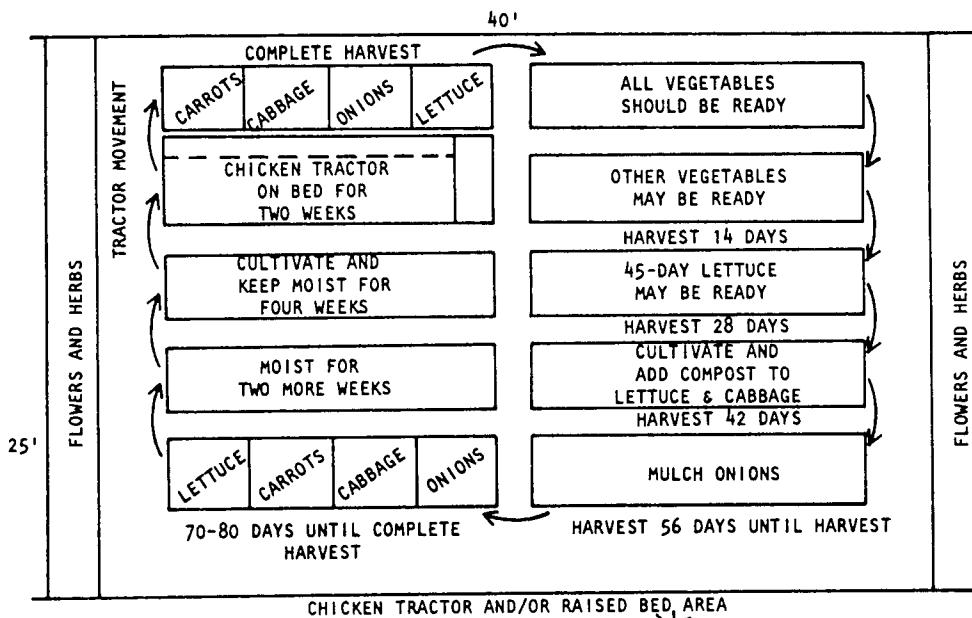 40'
COMPLETE HARVEST
CARROTS
CABBAGE
ONIONS
LETTUCE
ALL VEGETABLES
SHOULD BE READY
TRACTOR MOVEMENT
CHICKEN TRACTOR
ON BED FOR
TWO WEEKS
OTHER VEGETABLES
MAY BE READY
HARVEST 14 DAYS
CULTIVATE AND
KEEP MOIST FOR
FOUR WEEKS
45-DAY LETTUCE
MAY BE READY
HARVEST 28 DAYS
MOIST FOR
TWO MORE WEEKS
CULTIVATE AND
ADD COMPOST TO
LETTUCE & CABBAGE
HARVEST 42 DAYS
FLOWERS AND HERBS
FLOWERS AND HERBS
25'
LETTUCE
CARROTS
CABBAGE
ONIONS
MULCH ONIONS
70-80 DAYS UNTIL COMPLETE
HARVEST
HARVEST 56 DAYS UNTIL HARVEST
CHICKEN TRACTOR AND/OR RAISED BED AREA